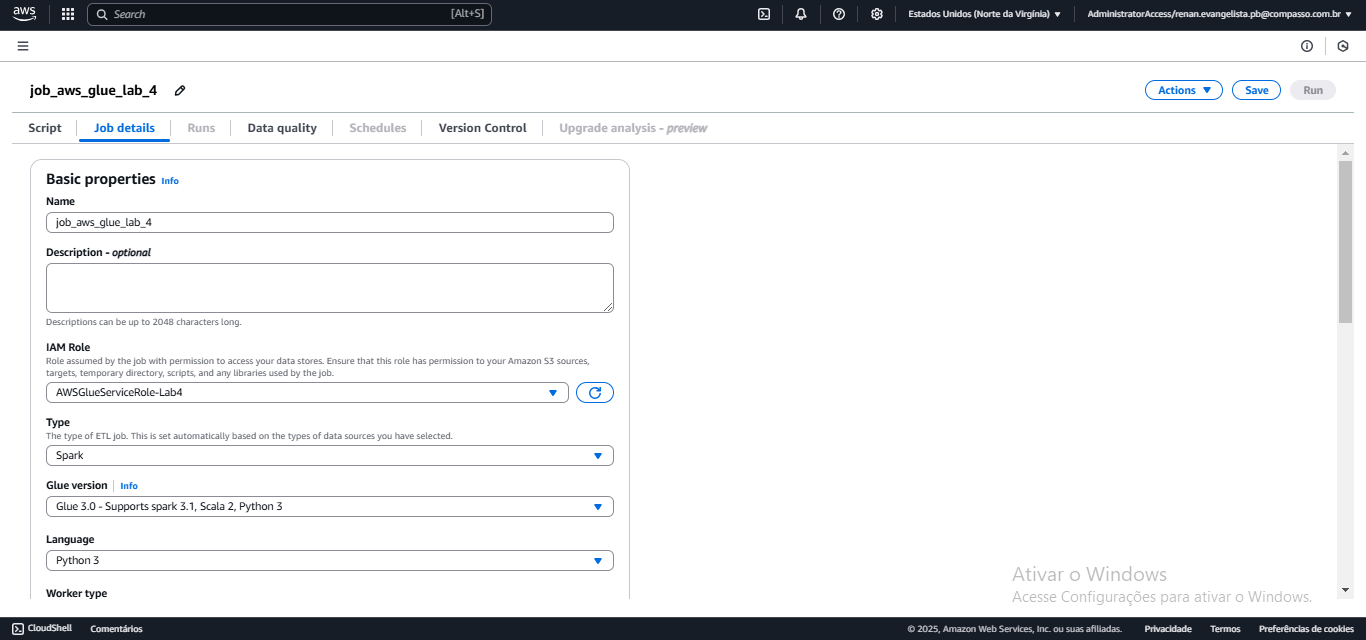 aws Search [Alt+S] Estados Unidos (Norte da Virgínia) AdministratorAccess/renan.evangelista.pb@compasso.com.br
job_aws_glue_lab_4 Actions Save Run
Script Job details Runs Data quality Schedules Version Control Upgrade analysis - preview
Basic properties Info
Name
job_aws_glue_lab_4
Description - optional
Descriptions can be up to 2048 characters long.
IAM Role
Role assumed by the job with permission to access your data stores. Ensure that this role has permission to your Amazon S3 sources,
targets, temporary directory, scripts, and any libraries used by the job.
AWSGlueServiceRole-Lab4
Type
The type of ETL job. This is set automatically based on the types of data sources you have selected.
Spark
Glue version Info
Glue 3.0 - Supports spark 3.1, Scala 2, Python 3
Language
Python 3
Worker type
Ativar o Windows
Acesse Configurações para ativar o Windows.
CloudShell Comentários © 2025, Amazon Web Services, Inc. ou suas afiliadas. Privacidade Termos Preferências de cookies